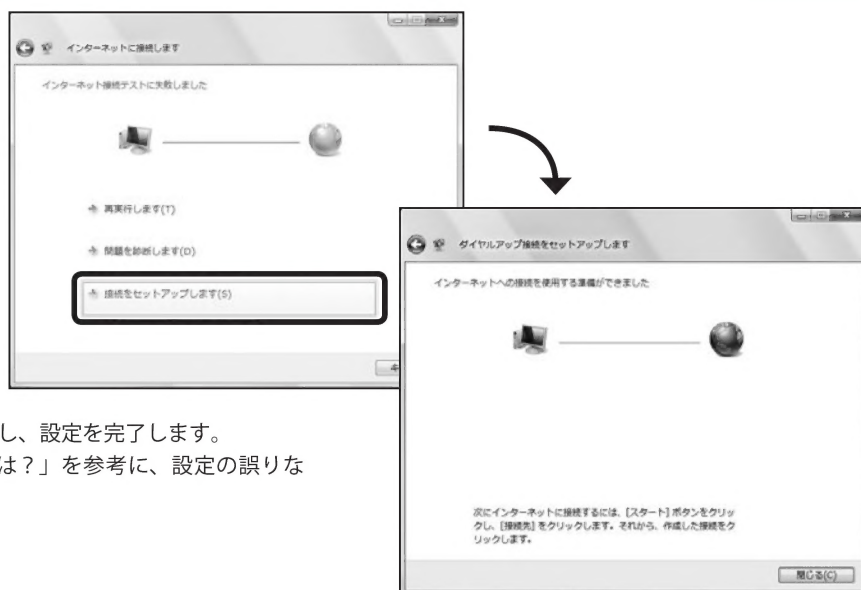 インターネットに接続します
インターネット接続テストに失敗しました
再実行します(T)
問題を診断します(D)
接続をセットアップします(S)
ダイヤルアップ接続をセットアップします
インターネットへの接続を使用する準備ができました
次にインターネットに接続するには、[スタート] ボタンをクリッ
クし、[接続先] をクリックします。それから、作成した接続をク
リックします。
閉じる(C)
し、設定を完了します。
は？」を参考に、設定の誤りな